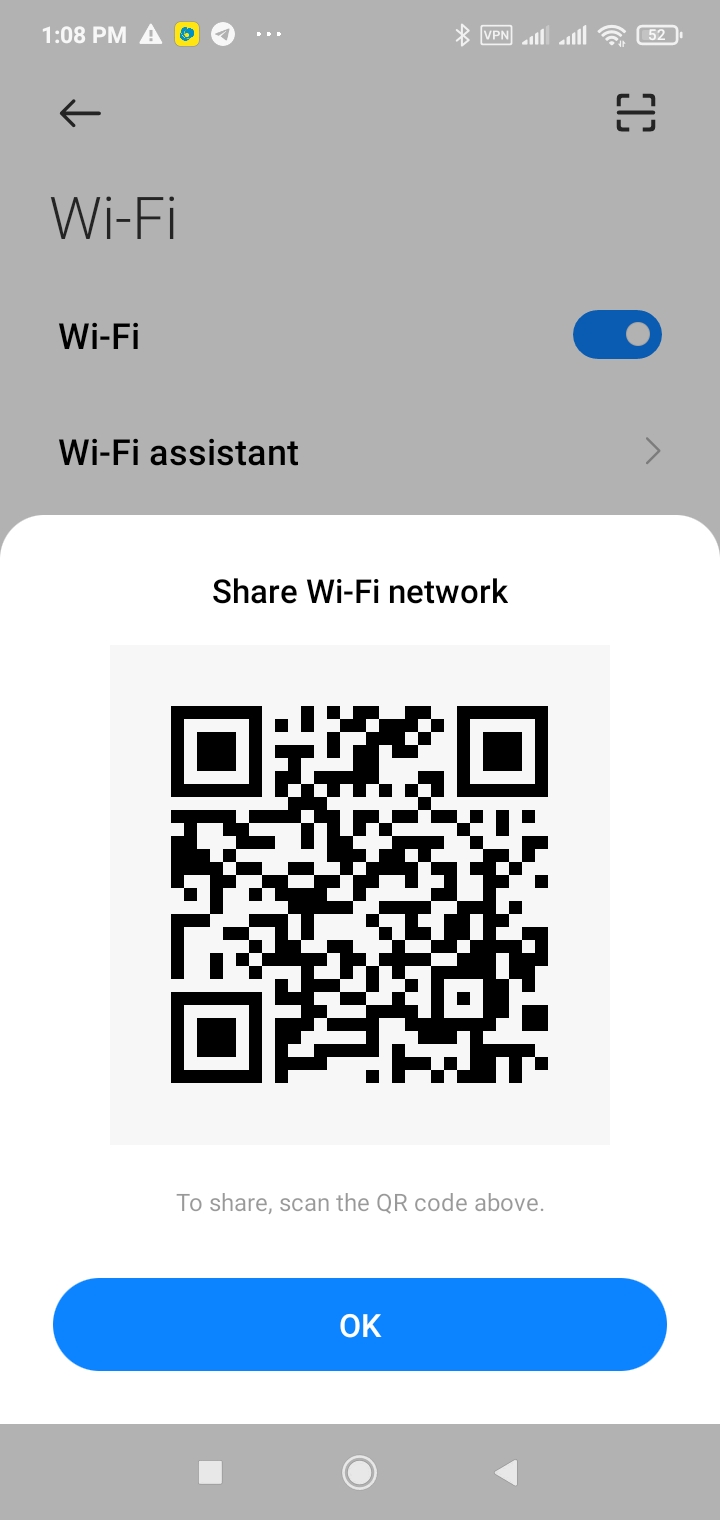 1:08 PM VPN 52
Wi-Fi
Wi-Fi
Wi-Fi assistant
Share Wi-Fi network
To share, scan the QR code above.
OK